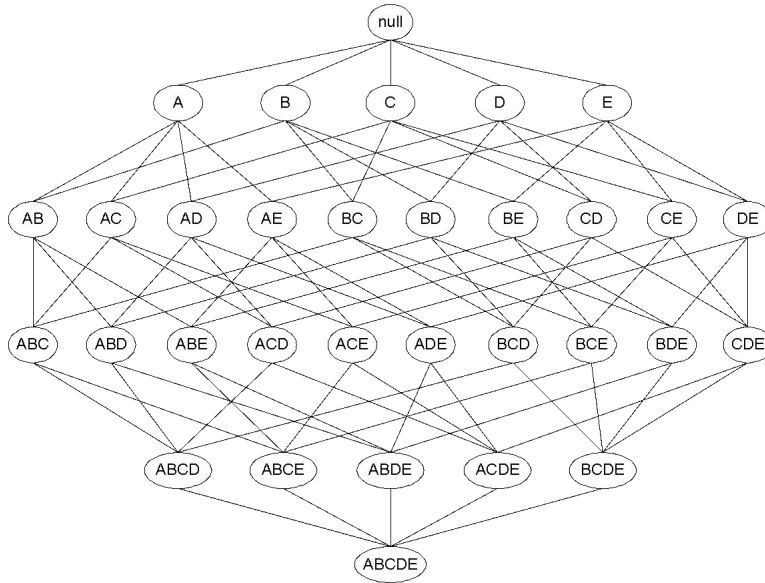 null
A B C D E
AB AC AD AE BC BD BE CD CE DE
ABC ABD ABE ACD ACE ADE BCD BCE BDE CDE
ABCD ABCE ABDE ACDE BCDE
ABCDE